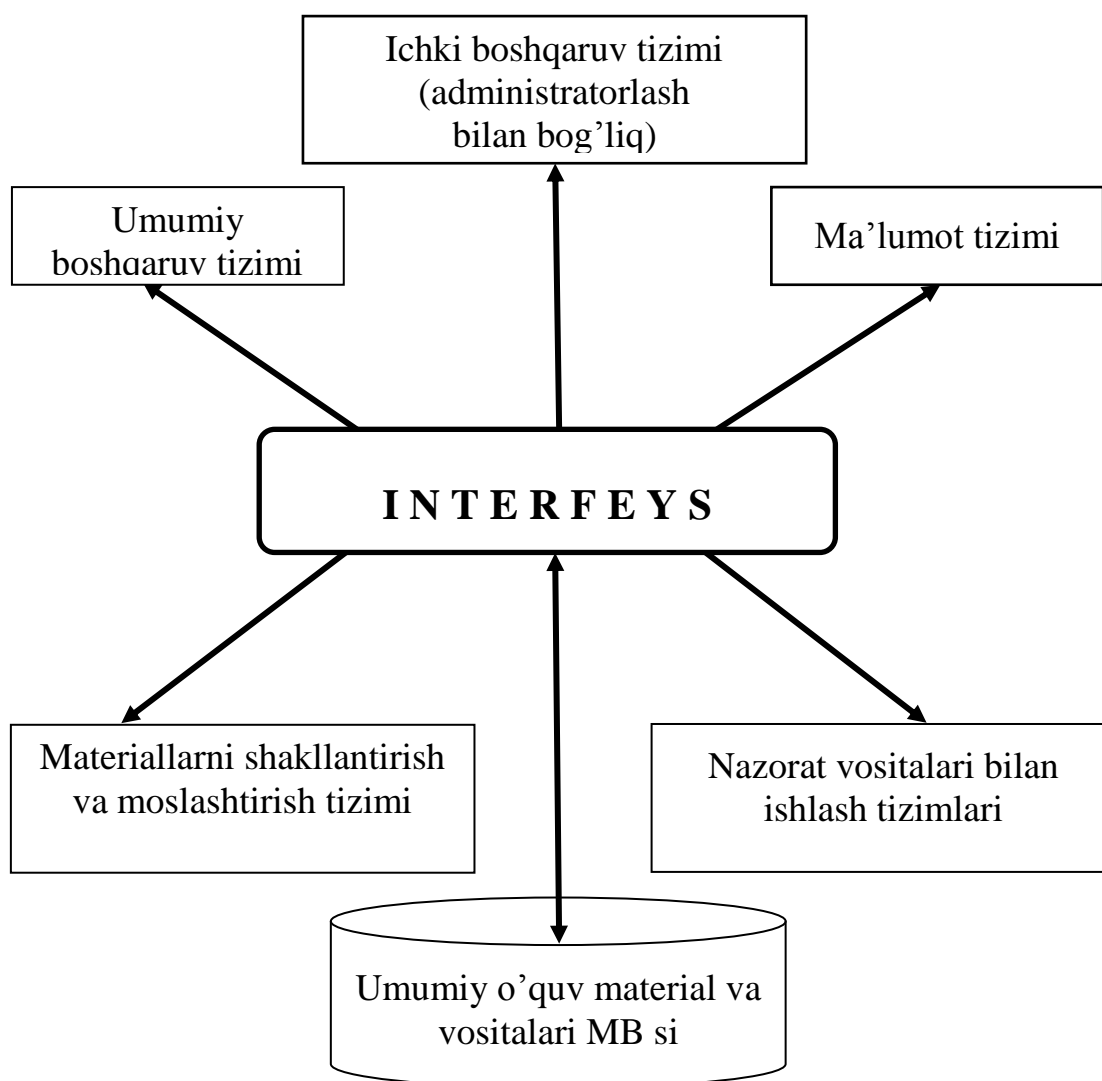 Ichki boshqaruv tizimi
(administratorlash
bilan bog’liq)
Umumiy
boshqaruv tizimi
Ma’lumot tizimi
I N T E R F E Y S
Materiallarni shakllantirish
va moslashtirish tizimi
Nazorat vositalari bilan
ishlash tizimlari
Umumiy o’quv material va
vositalari MB si